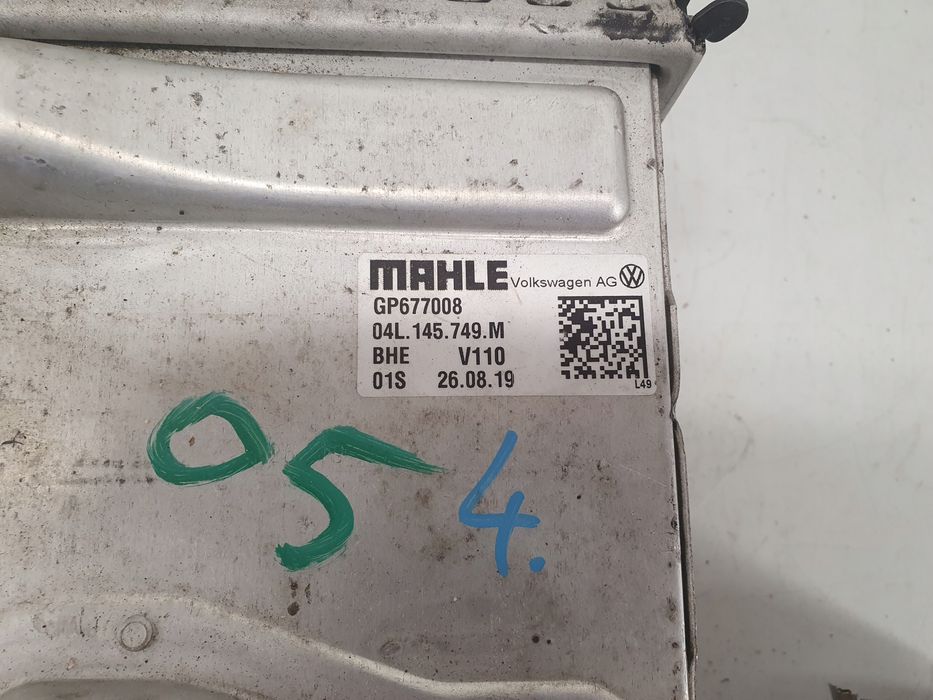 MAHLE Volkswagen AG
GP677008
04L.145.749.M
BHE V110
01S 26.08.19
L49
05 4.